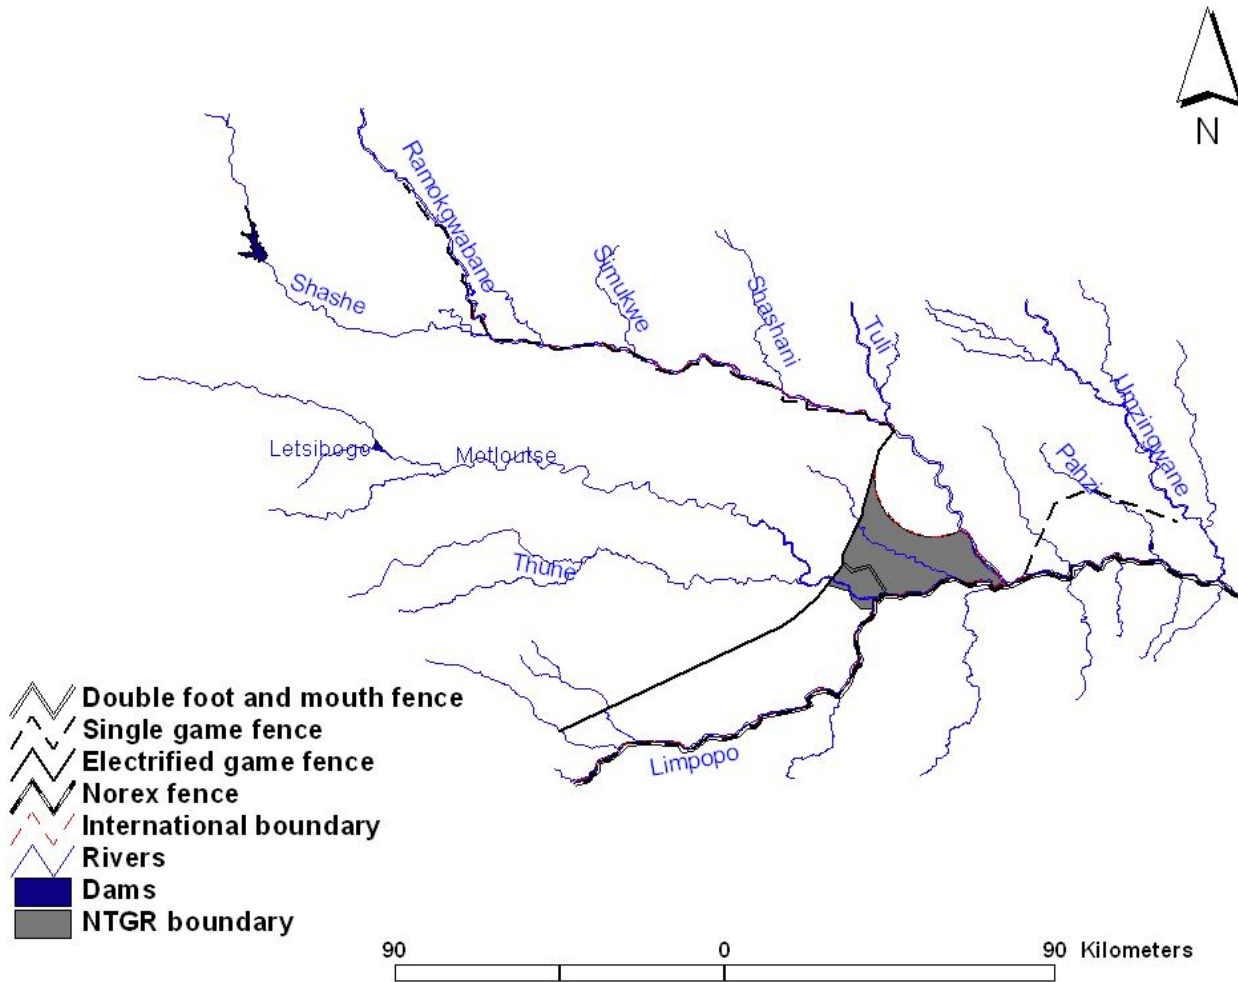 N
Ramokgwabane
Shashe
Simukwe
Shashani
Tuli
Umzingwane
Pahzi
Letsibogo
Motloutse
Thune
Limpopo
Double foot and mouth fence
Single game fence
Electrified game fence
Norex fence
International boundary
Rivers
Dams
NTGR boundary
90 0 90 Kilometers